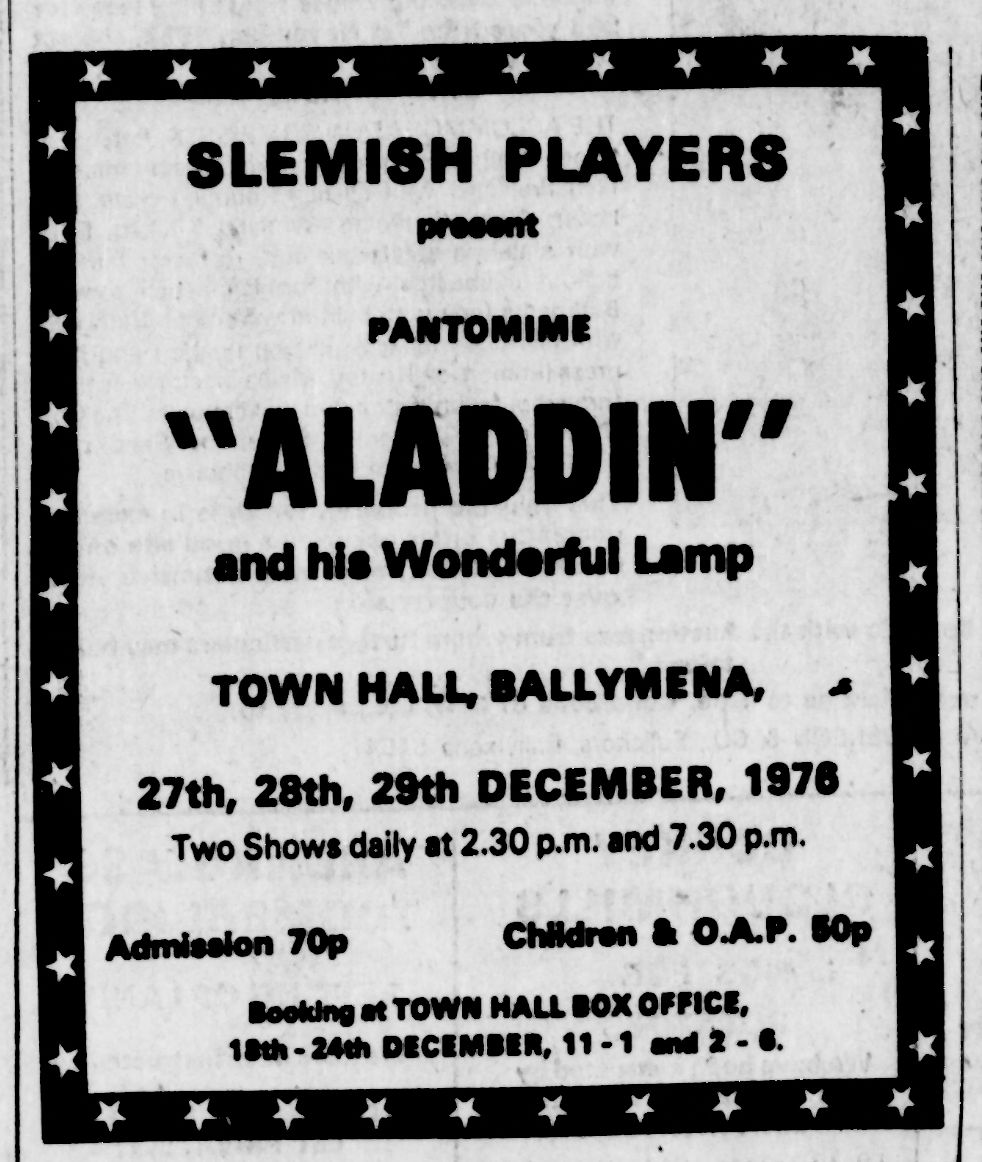 SLEMISH PLAYERS
present
PANTOMIME
"ALADDIN"
and his Wonderful Lamp
TOWN HALL, BALLYMENA,
27th, 28th, 29th DECEMBER, 1976
Two Shows daily at 2.30 p.m. and 7.30 p.m.
Admission 70p
Children & O.A.P. 50p
Booking at TOWN HALL BOX OFFICE,
18th - 24th DECEMBER, 11 - 1 and 2 - 6.